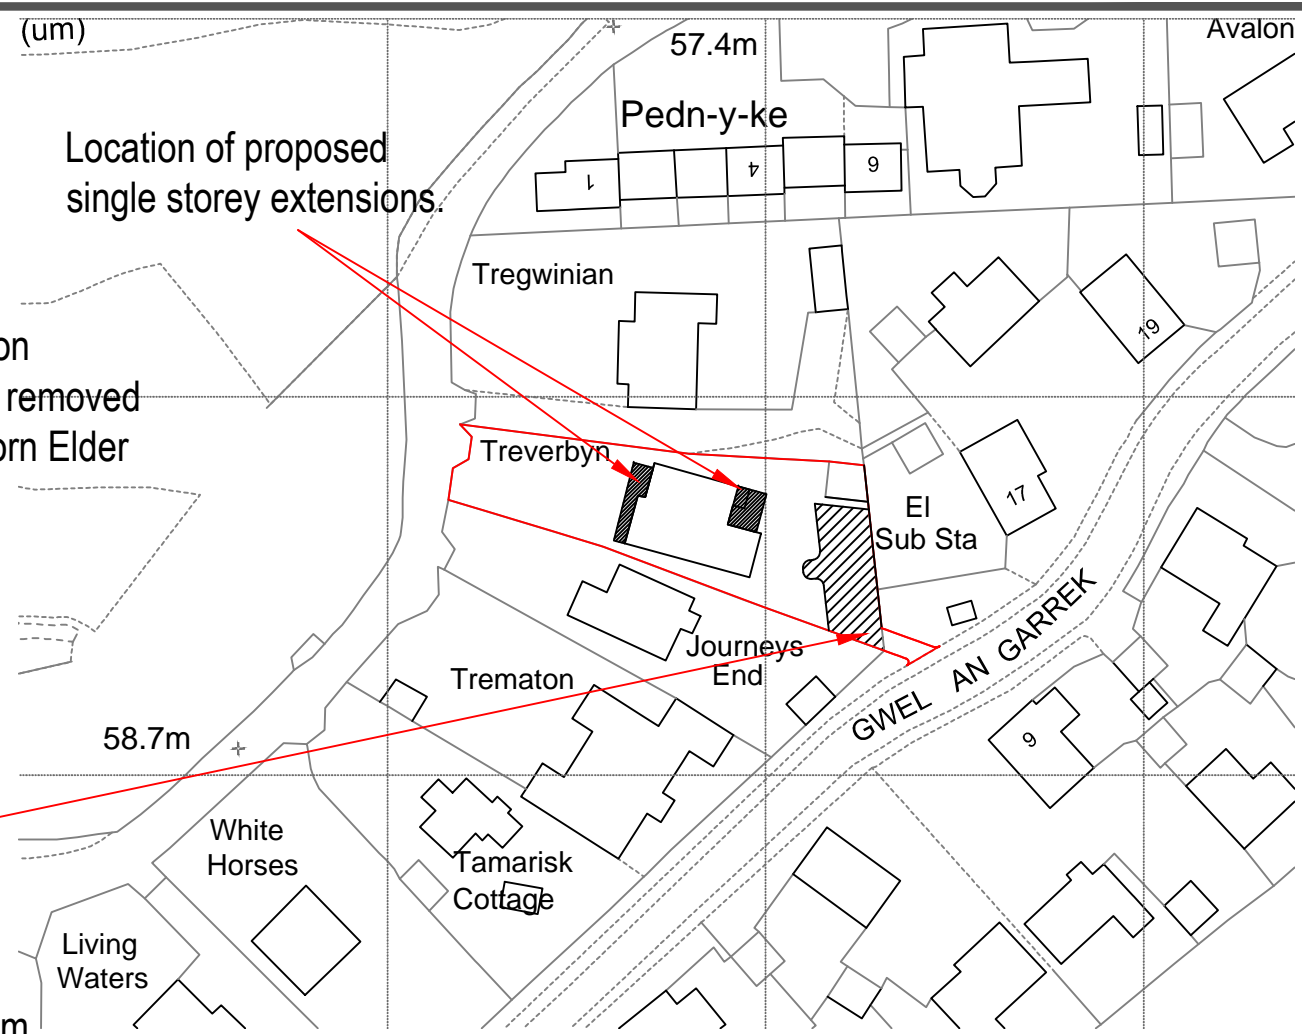 (um)
57.4m
Avalon
Pedn-y-ke
Location of proposed
single storey extensions.
1
4
6
Tregwinian
19
on
removed
orn Elder
Treverbyn
17
El
Sub Sta
GWEL AN GARREK
Journeys
End
Trematon
58.7m
9
White
Horses
Tamarisk
Cottage
Living
Waters
m